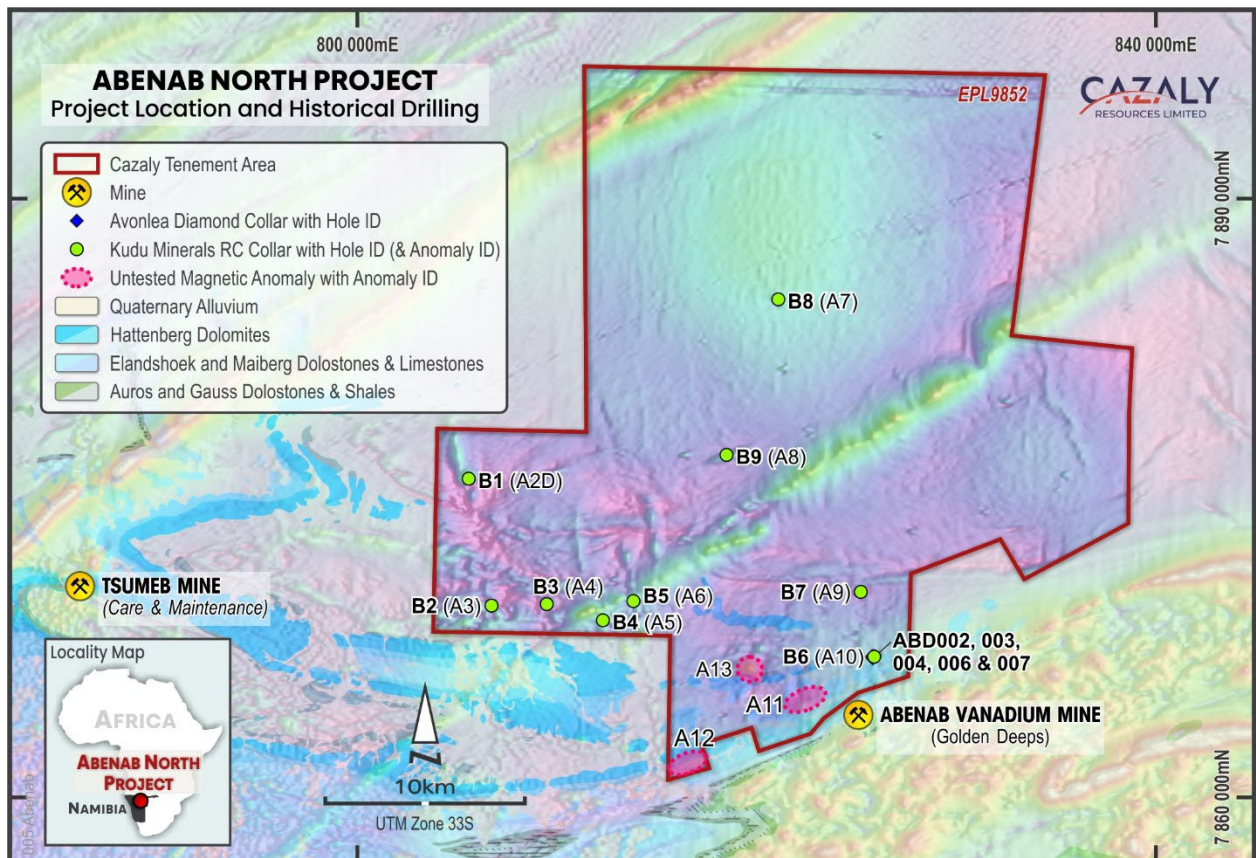 800 000mE
840 000mE
ABENAB NORTH PROJECT
Project Location and Historical Drilling
EPL9852
CAZALY
RESOURCES LIMITED
Cazaly Tenement Area
Mine
Avonlea Diamond Collar with Hole ID
Kudu Minerals RC Collar with Hole ID (& Anomaly ID)
Untested Magnetic Anomaly with Anomaly ID
Quaternary Alluvium
Hattenberg Dolomites
Elandshoek and Maiberg Dolostones & Limestones
Auros and Gauss Dolostones & Shales
7 890 000mN
B8 (A7)
B9 (A8)
B1 (A2D)
TSUMEB MINE
(Care & Maintenance)
B2 (A3)
B3 (A4)
B5 (A6)
B4 (A5)
B7 (A9)
B6 (A10)
ABD002, 003,
004, 006 & 007
A13
A11
A12
ABENAB VANADIUM MINE
(Golden Deeps)
Locality Map
AFRICA
ABENAB NORTH
PROJECT
NAMIBIA
N
10km
UTM Zone 33S
7 860 000mN
005 Abenab